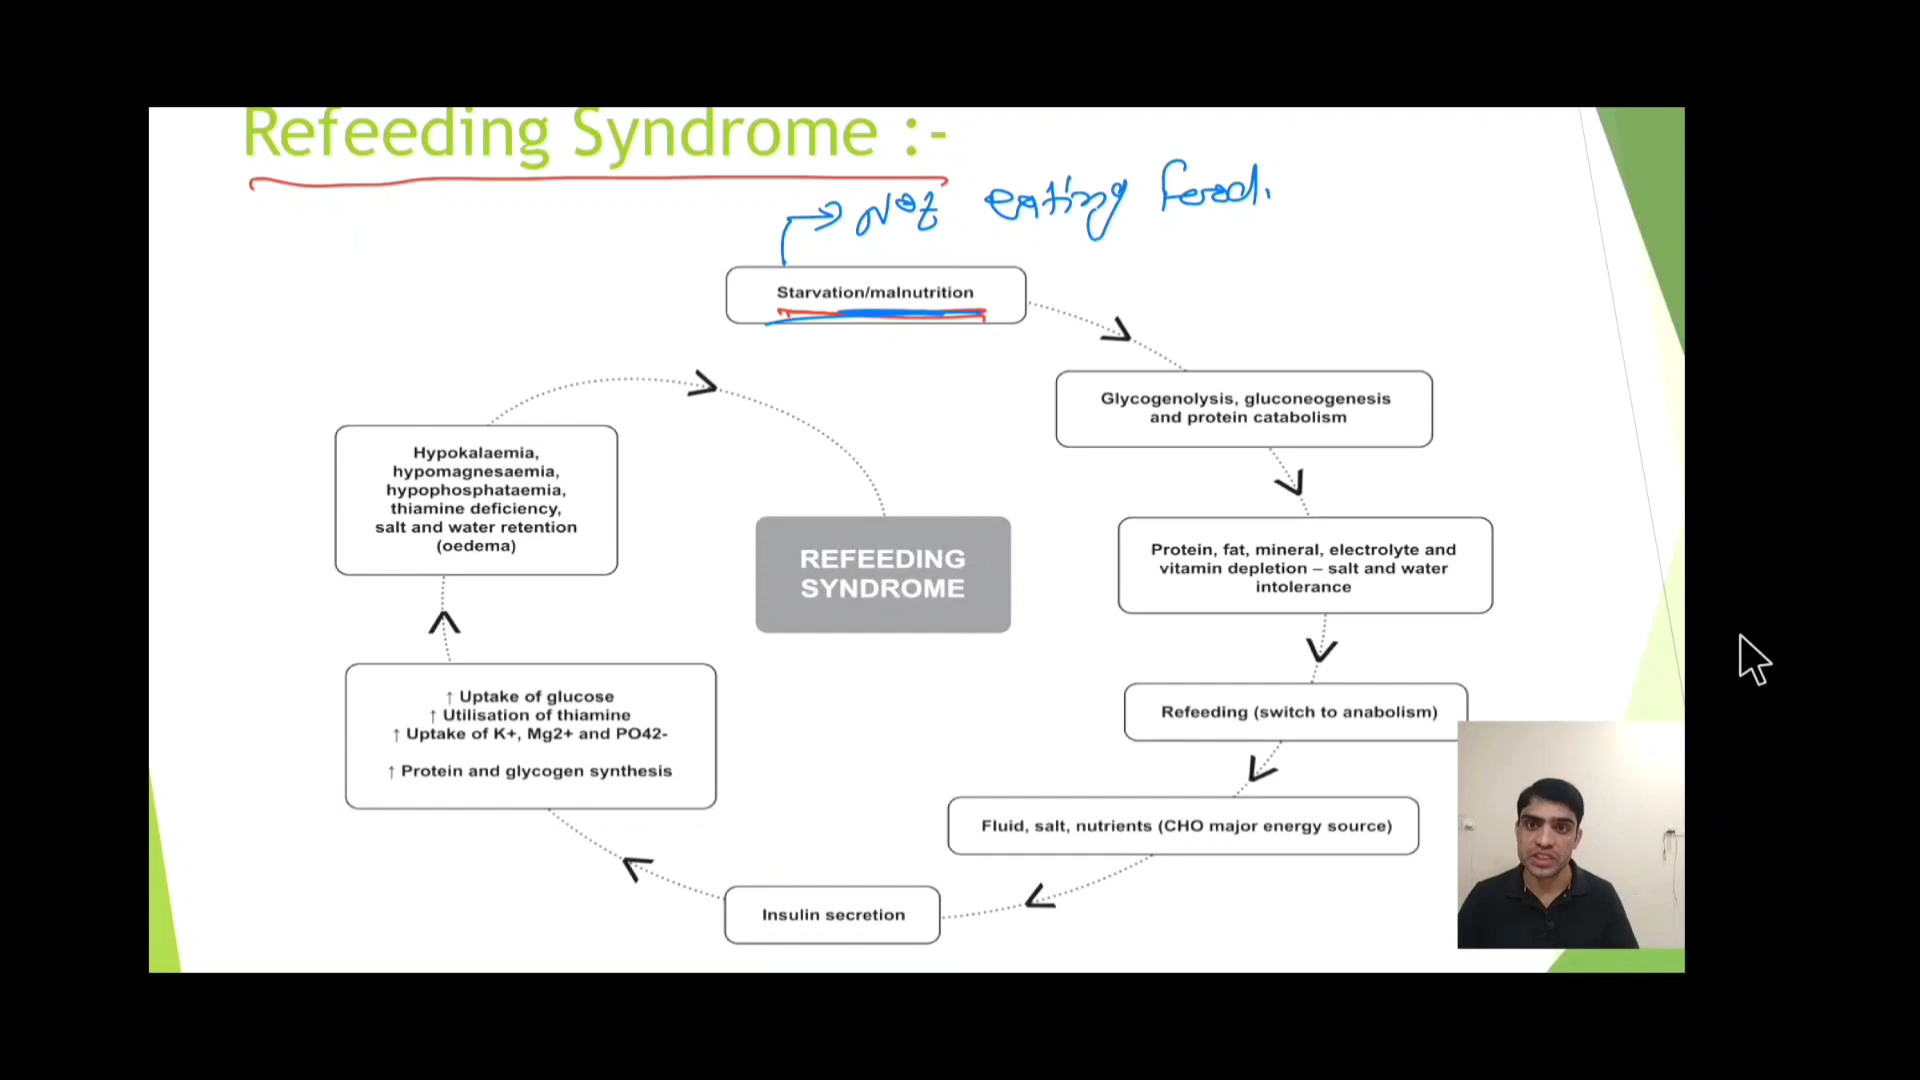 Refeeding Syndrome :-
Not eating food.
Starvation/malnutrition
Glycogenolysis, gluconeogenesis
and protein catabolism
Protein, fat, mineral, electrolyte and
vitamin depletion – salt and water
intolerance
Refeeding (switch to anabolism)
Fluid, salt, nutrients (CHO major energy source)
Insulin secretion
↑ Uptake of glucose
↑ Utilisation of thiamine
↑ Uptake of K+, Mg2+ and PO42-
↑ Protein and glycogen synthesis
Hypokalaemia,
hypomagnesaemia,
hypophosphataemia,
thiamine deficiency,
salt and water retention
(oedema)
REFEEDING
SYNDROME